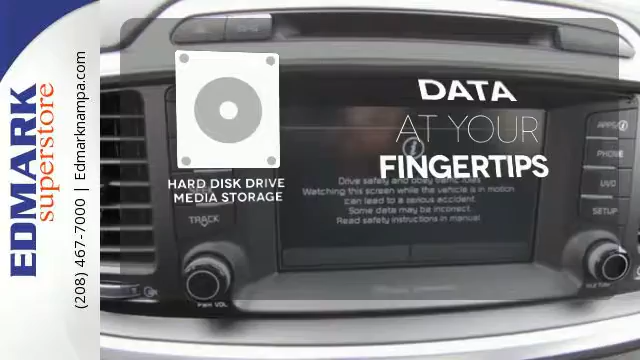 EDMARK
superstore
(208) 467-7000 | Edmarknampa.com
HARD DISK DRIVE
MEDIA STORAGE
DATA
AT YOUR
FINGERTIPS
Drive safely and obey traffic
Watching this screen while the vehicle is in motion
can lead to a serious accident.
Some data may be incorrect.
Read safety instructions in manual.
TRACK
PWR VOL
APPS/
PHONE
UVO
SETUP